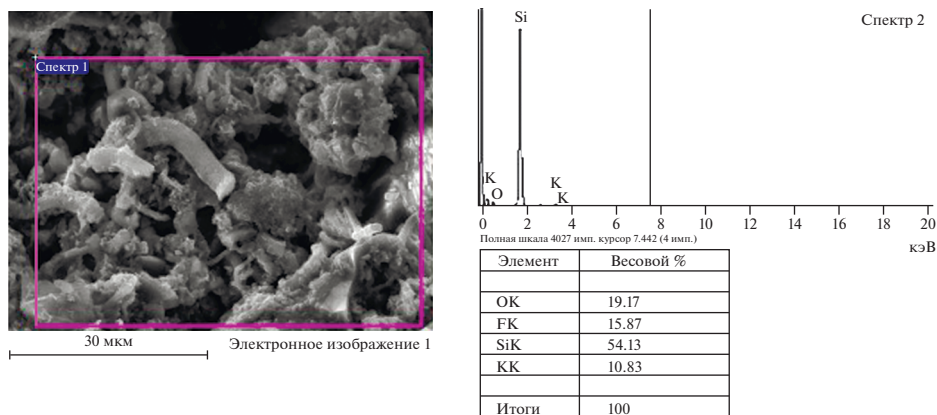 Спектр 1
30 мкм
Электронное изображение 1
Спектр 2
Si
K
O
K
K
0 2 4 6 8 10 12 14 16 18 20
Полная шкала 4027 имп. курсор 7.442 (4 имп.)
кэВ
Элемент Весовой %
OK 19.17
FK 15.87
SiK 54.13
KK 10.83
Итоги 100